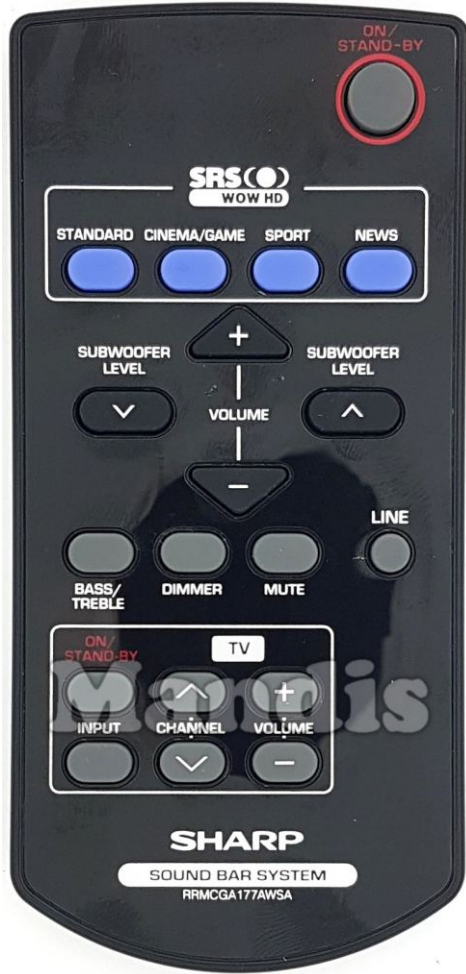 ON/
STAND-BY
SRS(●)
WOW HD
STANDARD CINEMA/GAME SPORT NEWS
+
SUBWOOFER
LEVEL
SUBWOOFER
LEVEL
VOLUME
−
LINE
BASS/
TREBLE
DIMMER MUTE
ON/
STAND-BY
TV
+
Mandis
INPUT CHANNEL VOLUME
−
SHARP
SOUND BAR SYSTEM
RRMCGA177AWSA